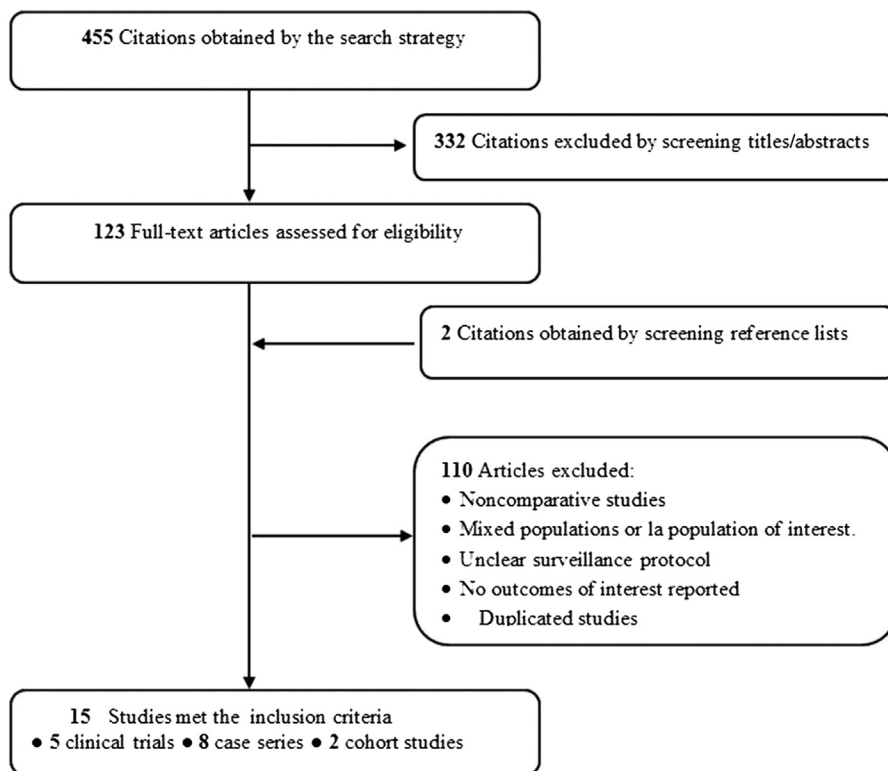 455 Citations obtained by the search strategy
332 Citations excluded by screening titles/abstracts
123 Full-text articles assessed for eligibility
2 Citations obtained by screening reference lists
110 Articles excluded:
• Noncomparative studies
• Mixed populations or la population of interest.
• Unclear surveillance protocol
• No outcomes of interest reported
• Duplicated studies
15 Studies met the inclusion criteria
• 5 clinical trials • 8 case series • 2 cohort studies